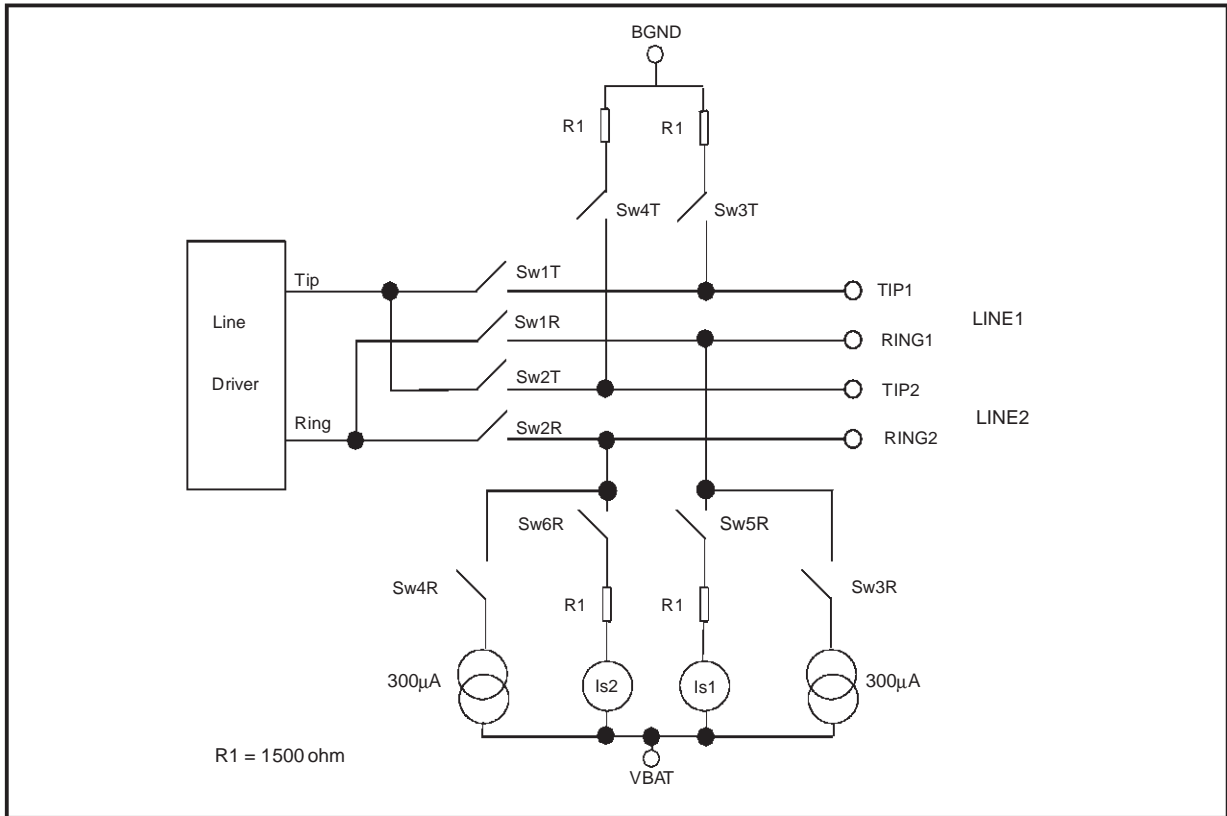 BGND
R1
R1
Sw4T
Sw3T
Tip
Sw1T
TIP1
Line
Sw1R
LINE1
RING1
Driver
Sw2T
TIP2
Ring
Sw2R
LINE2
RING2
Sw6R
Sw5R
Sw4R
R1
R1
Sw3R
300μA
Is2
Is1
300μA
R1 = 1500 ohm
VBAT